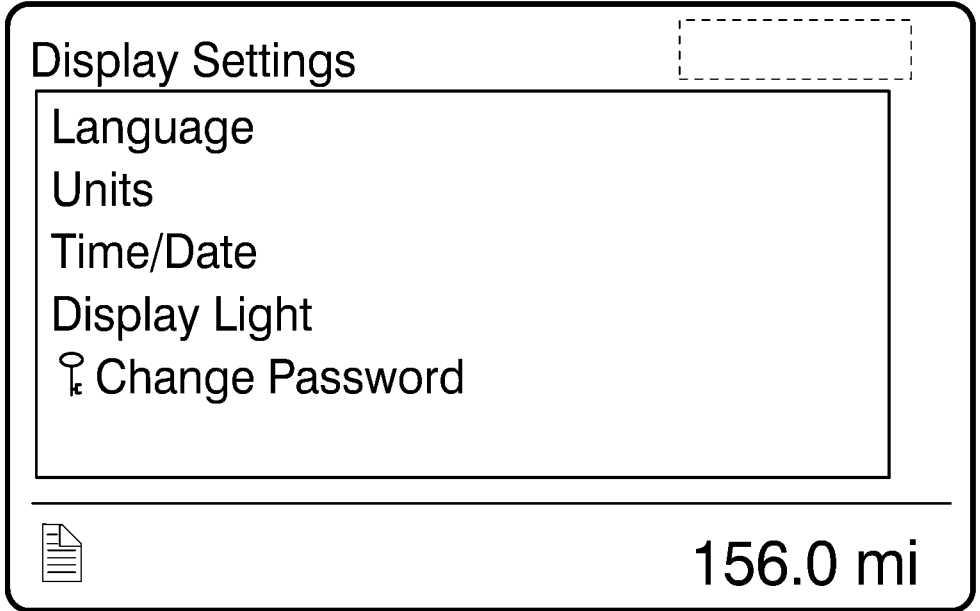 Display Settings
Language
Units
Time/Date
Display Light
Change Password
156.0 mi